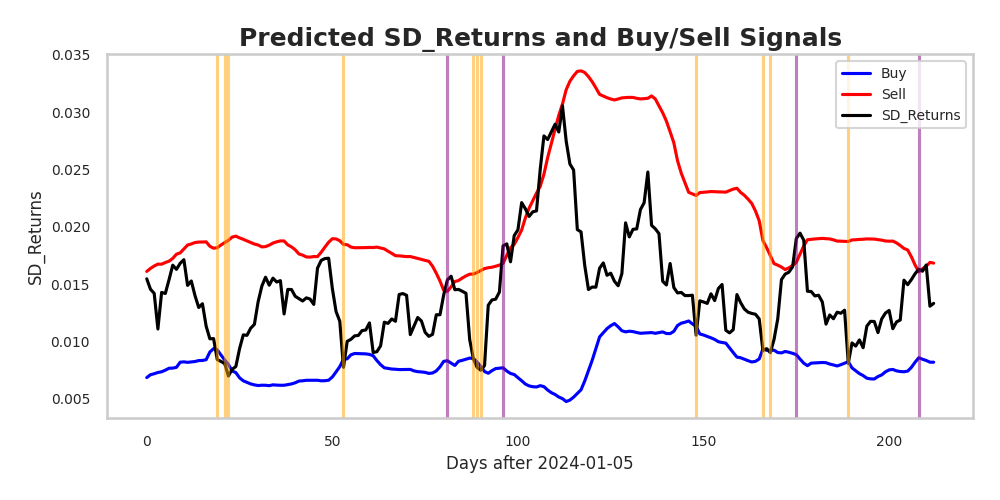 Predicted SD_Returns and Buy/Sell Signals
SD_Returns
0.035
0.030
0.025
0.020
0.015
0.010
0.005
Buy
Sell
SD_Returns
0
50
100
150
200
Days after 2024-01-05